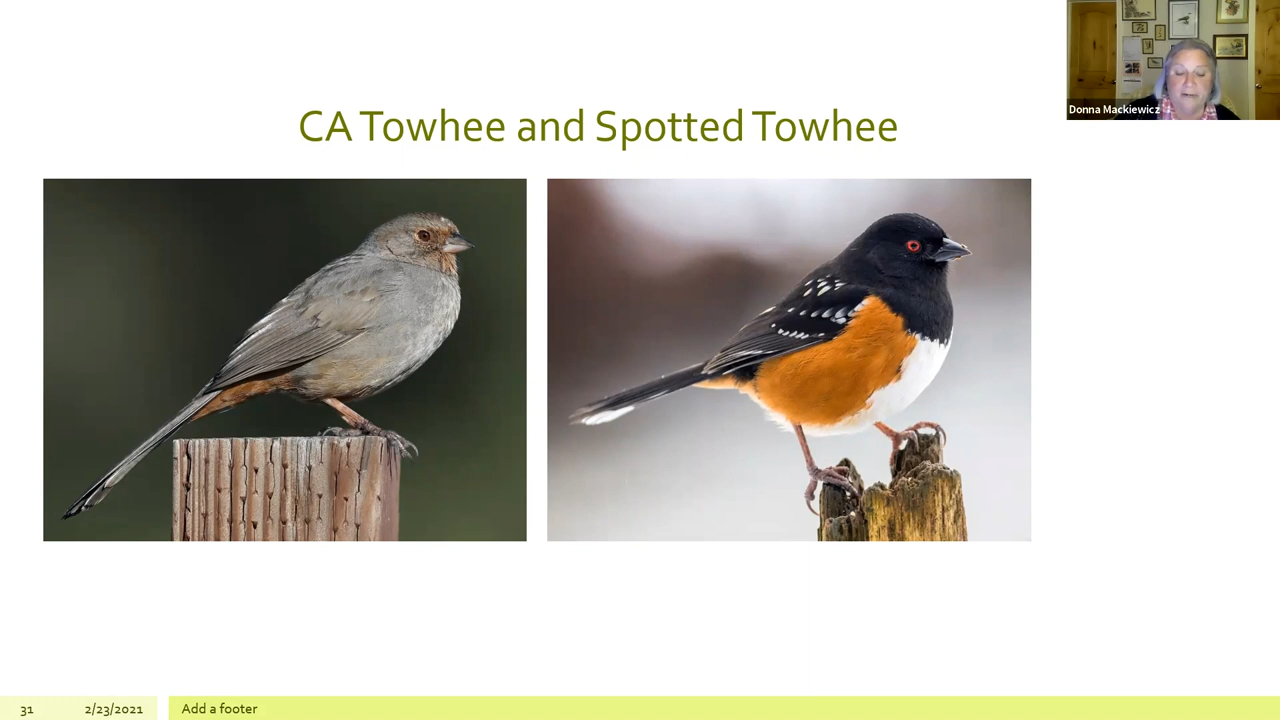 Donna Mackiewicz
CA Towhee and Spotted Towhee
31
2/23/2021
Add a footer